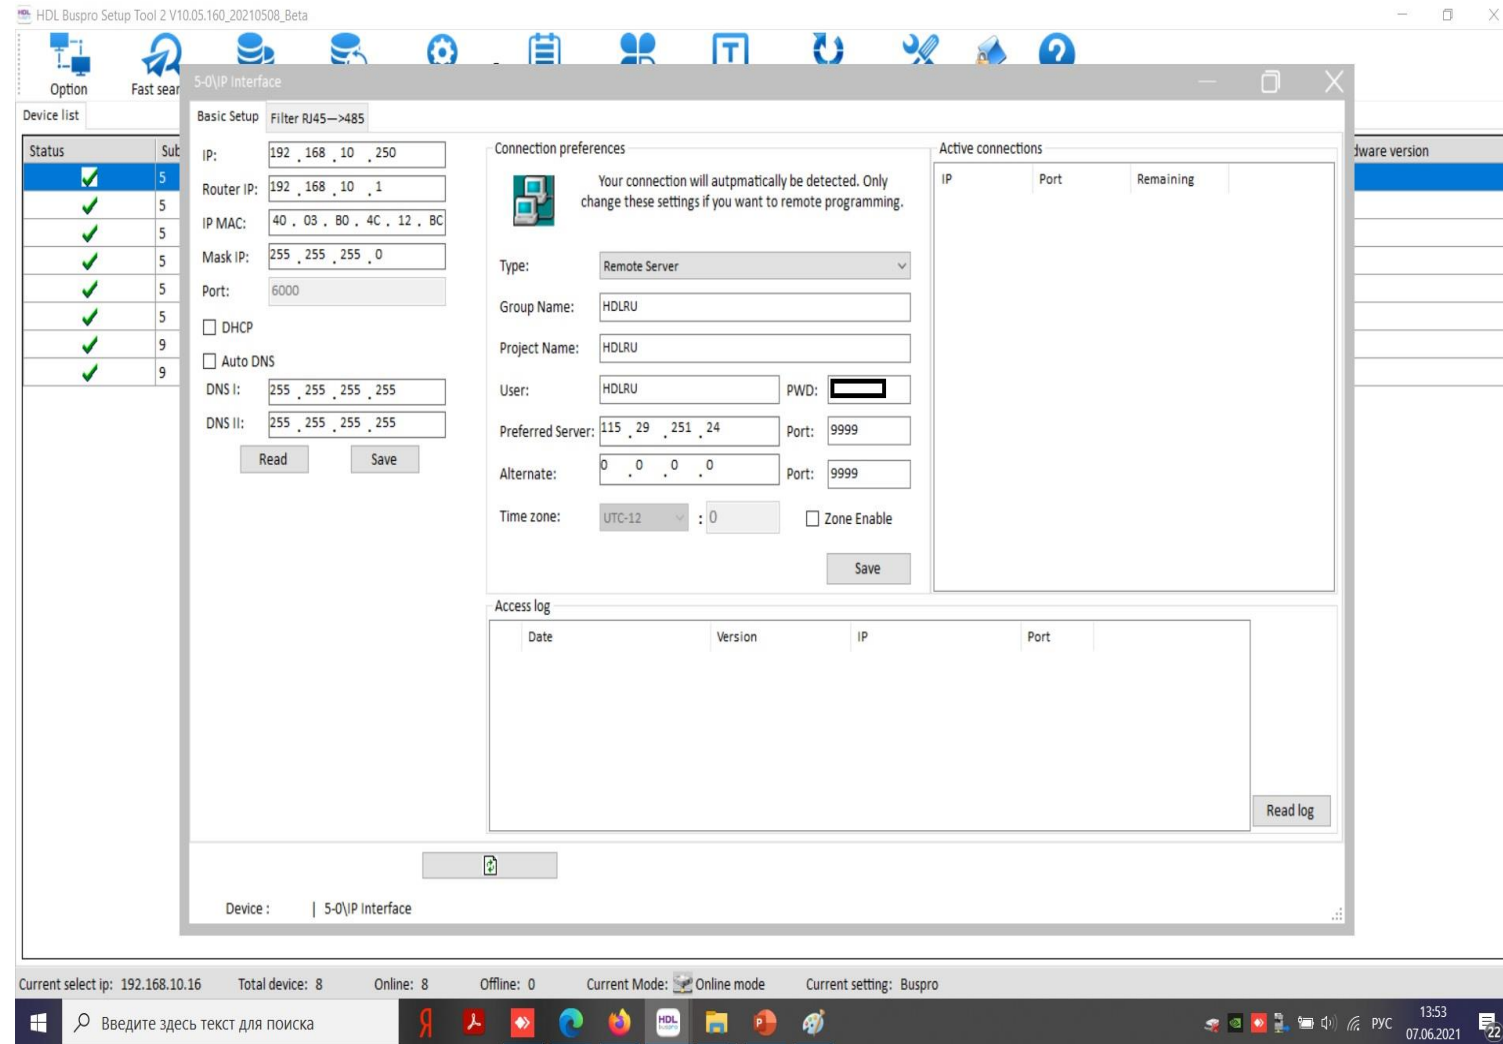 HDL Buspro Setup Tool 2 V10.05.160_20210508_Beta
Option
Fast sear
5-0\IP Interface
Device list
Basic Setup
Filter RJ45—>485
Status
Sub
dware version
5
5
5
5
5
5
9
9
IP: 192 . 168 . 10 . 250
Router IP: 192 . 168 . 10 . 1
IP MAC: 40 . 03 . B0 . 4C . 12 . BC
Mask IP: 255 . 255 . 255 . 0
Port: 6000
DHCP
Auto DNS
DNS I: 255 . 255 . 255 . 255
DNS II: 255 . 255 . 255 . 255
Read Save
Connection preferences
Your connection will autpmatically be detected. Only
change these settings if you want to remote programming.
Type: Remote Server
Group Name: HDLRU
Project Name: HDLRU
User: HDLRU PWD:
Preferred Server: 115 . 29 . 251 . 24 Port: 9999
Alternate: 0 . 0 . 0 . 0 Port: 9999
Time zone: UTC-12 : 0 Zone Enable
Save
Active connections
IP Port Remaining
Access log
Date Version IP Port
Read log
Device : | 5-0\IP Interface
Current select ip: 192.168.10.16 Total device: 8 Online: 8 Offline: 0 Current Mode: Online mode Current setting: Buspro
Введите здесь текст для поиска
Я
HDL
РУС
13:53
07.06.2021
22